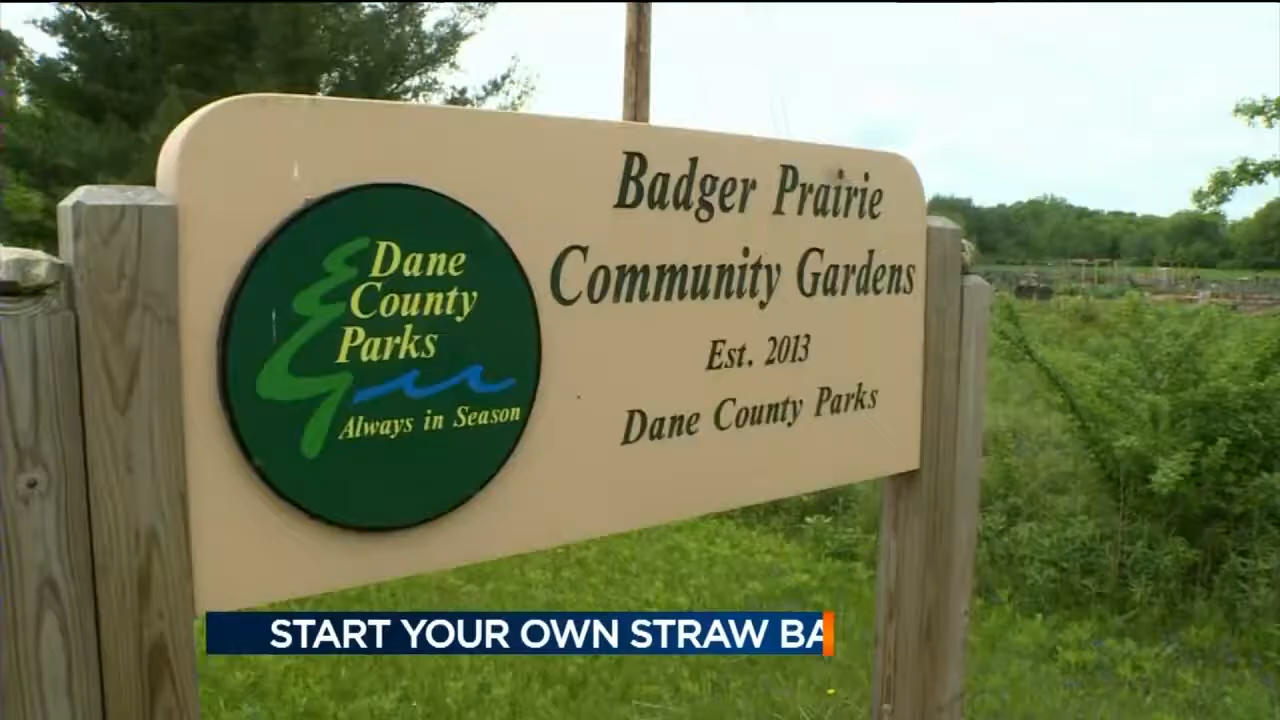 Dane
County
Parks
Always in Season
Badger Prairie
Community Gardens
Est. 2013
Dane County Parks
START YOUR OWN STRAW BA